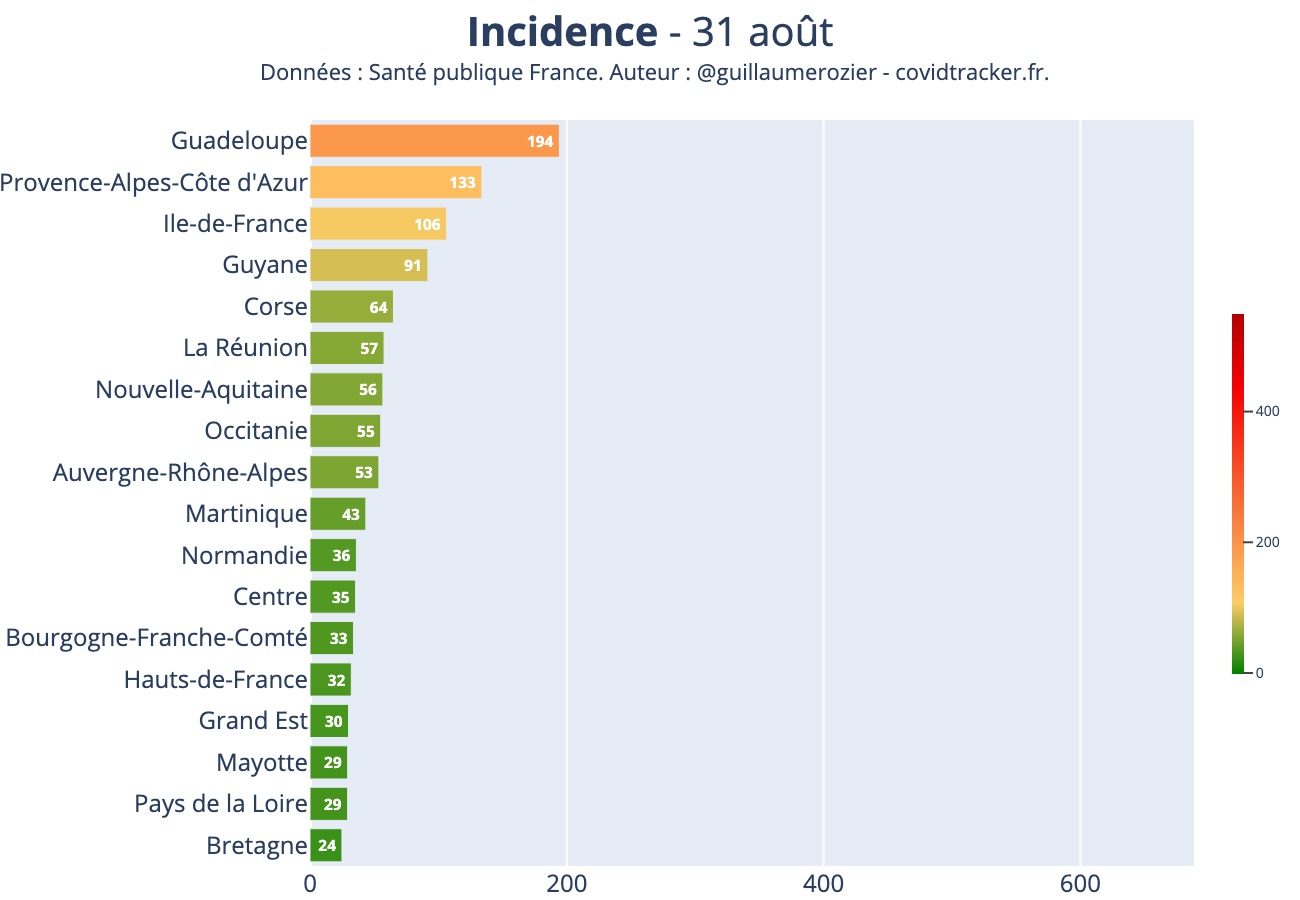 Incidence - 31 août
Données : Santé publique France. Auteur : @guillaumerozier - covidtracker.fr.
Guadeloupe 194
Provence-Alpes-Côte d'Azur 133
Ile-de-France 106
Guyane 91
Corse 64
La Réunion 57
Nouvelle-Aquitaine 56
Occitanie 55
Auvergne-Rhône-Alpes 53
Martinique 43
Normandie 36
Centre 35
Bourgogne-Franche-Comté 33
Hauts-de-France 32
Grand Est 30
Mayotte 29
Pays de la Loire 29
Bretagne 24
0 200 400 600
400
200
0